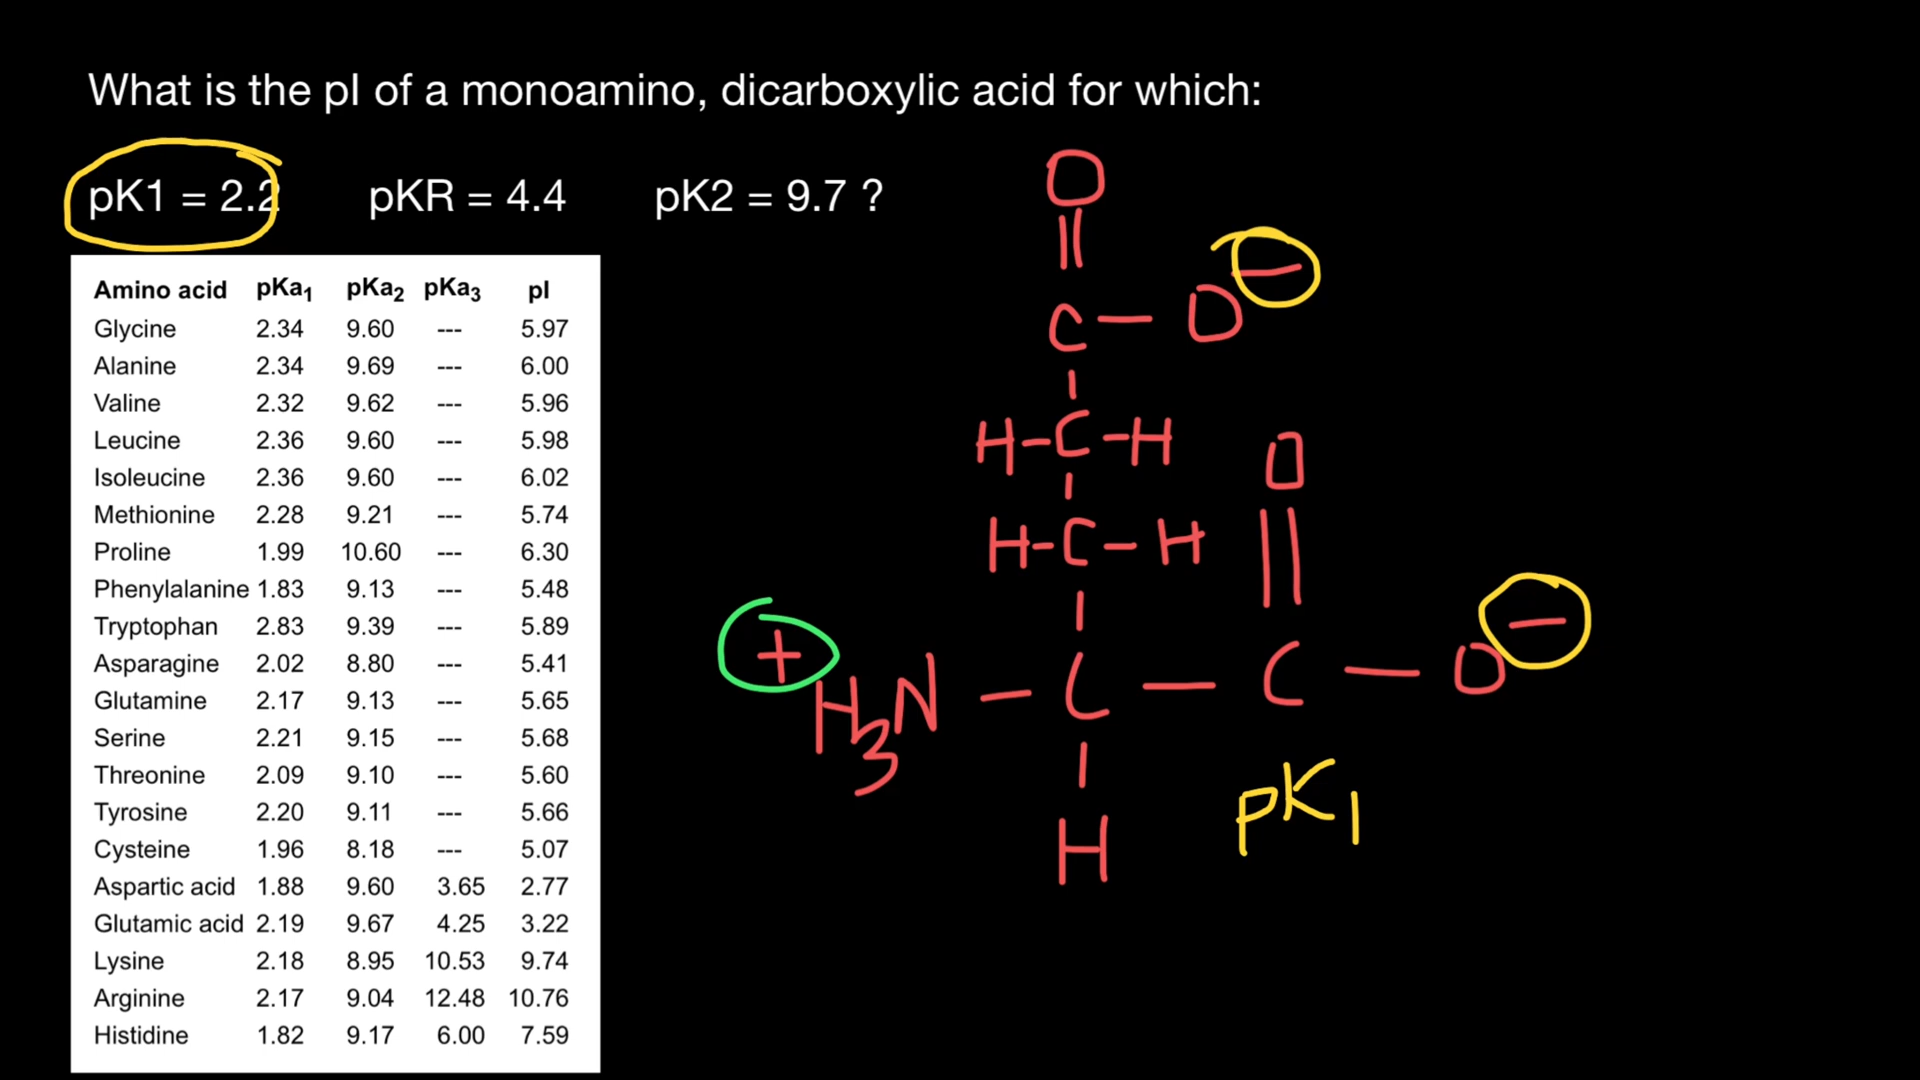 What is the pI of a monoamino, dicarboxylic acid for which:
pK1 = 2.2 pKR = 4.4 pK2 = 9.7 ?
Amino acid pKa1 pKa2 pKa3 pI
Glycine 2.34 9.60 --- 5.97
Alanine 2.34 9.69 --- 6.00
Valine 2.32 9.62 --- 5.96
Leucine 2.36 9.60 --- 5.98
Isoleucine 2.36 9.60 --- 6.02
Methionine 2.28 9.21 --- 5.74
Proline 1.99 10.60 --- 6.30
Phenylalanine 1.83 9.13 --- 5.48
Tryptophan 2.83 9.39 --- 5.89
Asparagine 2.02 8.80 --- 5.41
Glutamine 2.17 9.13 --- 5.65
Serine 2.21 9.15 --- 5.68
Threonine 2.09 9.10 --- 5.60
Tyrosine 2.20 9.11 --- 5.66
Cysteine 1.96 8.18 --- 5.07
Aspartic acid 1.88 9.60 3.65 2.77
Glutamic acid 2.19 9.67 4.25 3.22
Lysine 2.18 8.95 10.53 9.74
Arginine 2.17 9.04 12.48 10.76
Histidine 1.82 9.17 6.00 7.59
O
C — O −
H-C-H
O
H-C-H
+ H3N — C — C — O −
pK1
H